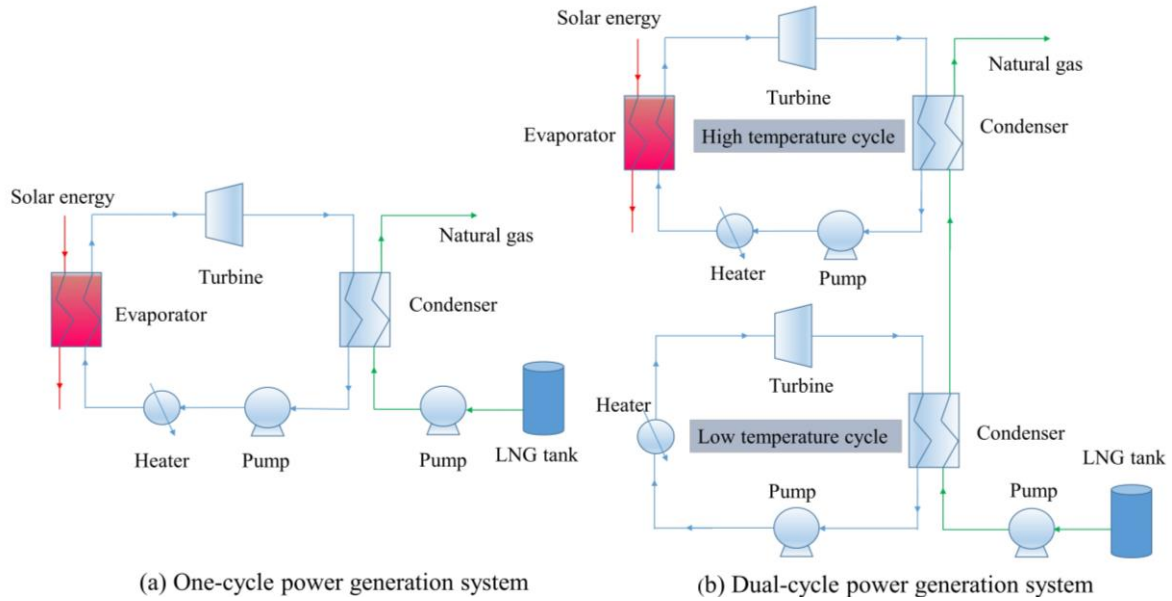 Solar energy
Turbine
Natural gas
Evaporator
Condenser
Heater
Pump
Pump
LNG tank
(a) One-cycle power generation system
Solar energy
Turbine
Natural gas
Evaporator
High temperature cycle
Condenser
Heater
Pump
Turbine
Heater
Low temperature cycle
Condenser
LNG tank
Pump
Pump
(b) Dual-cycle power generation system